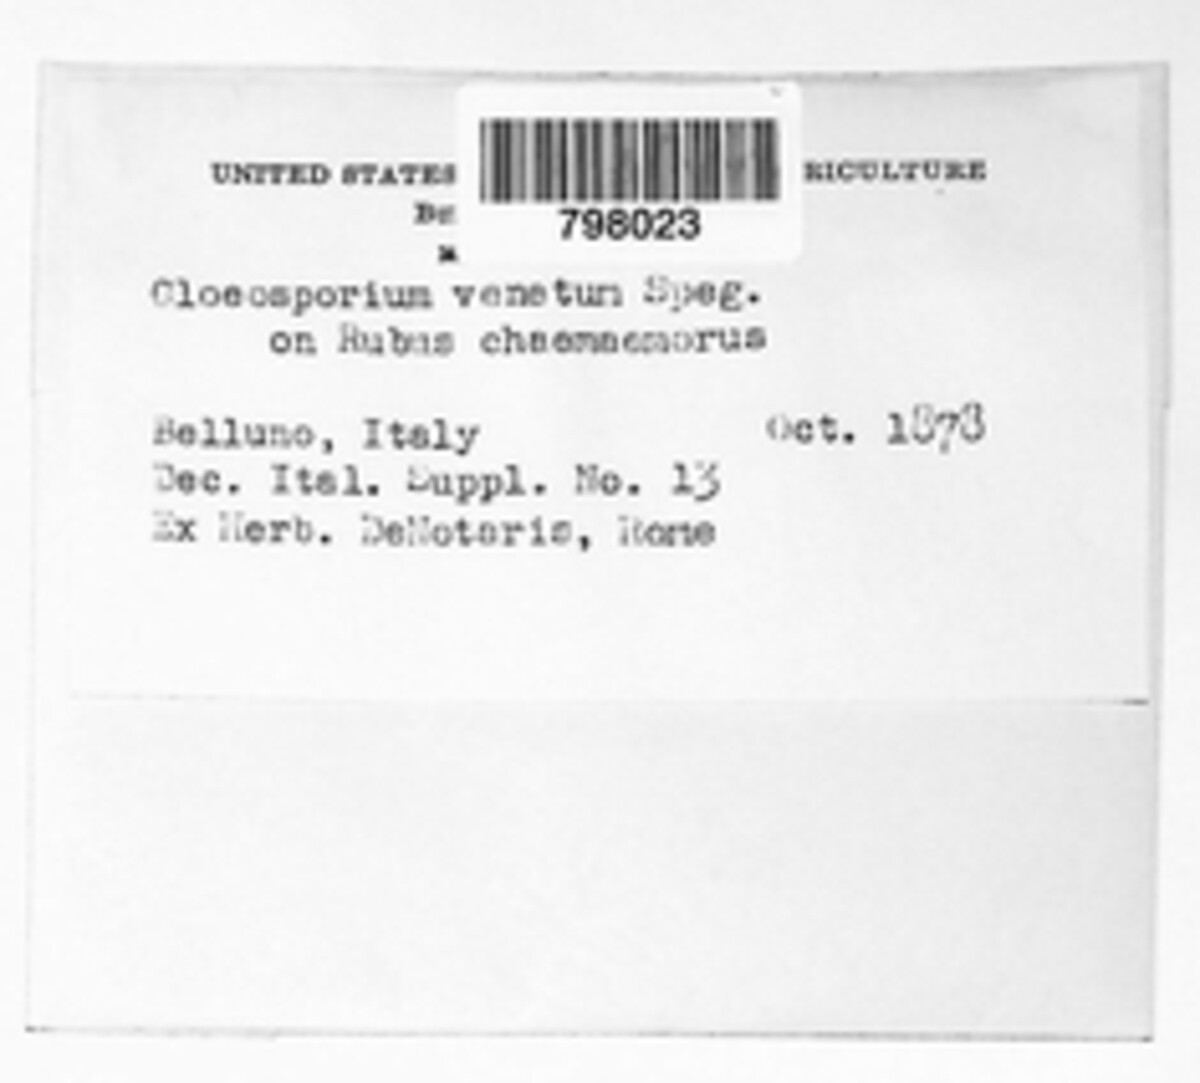 UNITED STATES RICULTURE
798023
Gloeosporium venetum Speg.
on Rubus chaemaemorus
Belluno, Italy Oct. 1878
Dec. Ital. Suppl. No. 13
Ex Herb. DeNotaris, Rome